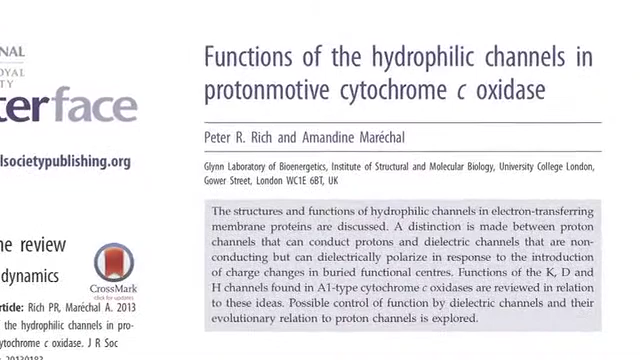 Functions of the hydrophilic channels in
protonmotive cytochrome c oxidase
Peter R. Rich and Amandine Maréchal
Glynn Laboratory of Bioenergetics, Institute of Structural and Molecular Biology, University College London,
Gower Street, London WC1E 6BT, UK
The structures and functions of hydrophilic channels in electron-transferring
membrane proteins are discussed. A distinction is made between proton
channels that can conduct protons and dielectric channels that are non-
conducting but can dielectrically polarize in response to the introduction
of charge changes in buried functional centres. Functions of the K, D and
H channels found in A1-type cytochrome c oxidases are reviewed in relation
to these ideas. Possible control of function by dielectric channels and their
evolutionary relation to proton channels is explored.
NAL
OYAL
TY
terface
lsocietypublishing.org
ne review
dynamics
CrossMark
click for updates
rticle: Rich PR, Maréchal A. 2013
the hydrophilic channels in pro-
ytochrome c oxidase. J R Soc
20130183